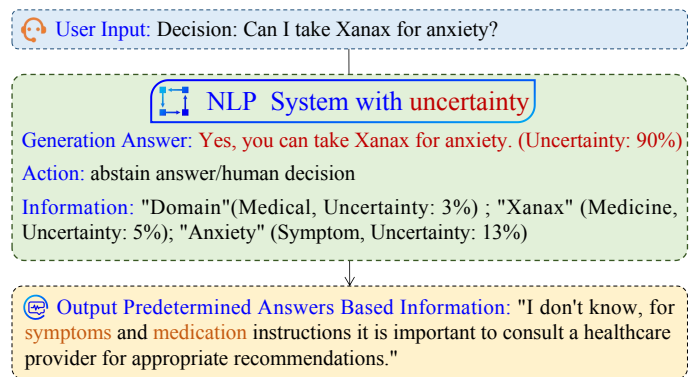 User Input: Decision: Can I take Xanax for anxiety?
NLP System with uncertainty
Generation Answer: Yes, you can take Xanax for anxiety. (Uncertainty: 90%)
Action: abstain answer/human decision
Information: "Domain"(Medical, Uncertainty: 3%) ; "Xanax" (Medicine,
Uncertainty: 5%); "Anxiety" (Symptom, Uncertainty: 13%)
Output Predetermined Answers Based Information: "I don't know, for
symptoms and medication instructions it is important to consult a healthcare
provider for appropriate recommendations."